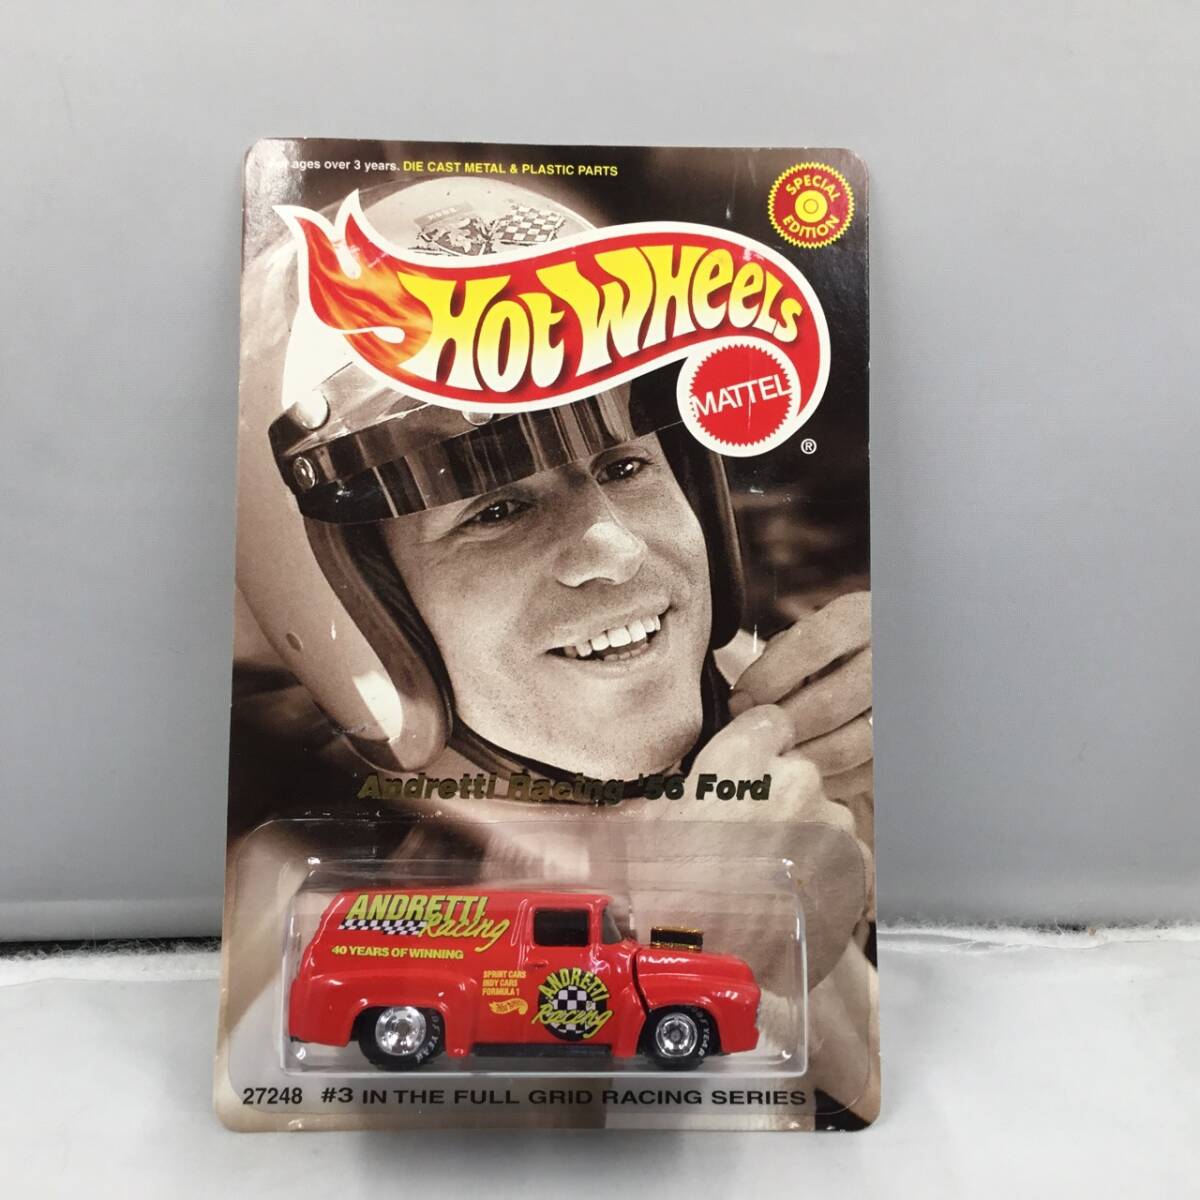 ages over 3 years. DIE CAST METAL & PLASTIC PARTS
SPECIAL
EDITION
HOT WHEELS
MATTEL
®
Andretti Racing '56 Ford
ANDRETTI
Racing
40 YEARS OF WINNING
SPRINT CARS
INDY CARS
FORMULA 1
Hot Wheels
ANDRETTI
Racing
27248 #3 IN THE FULL GRID RACING SERIES